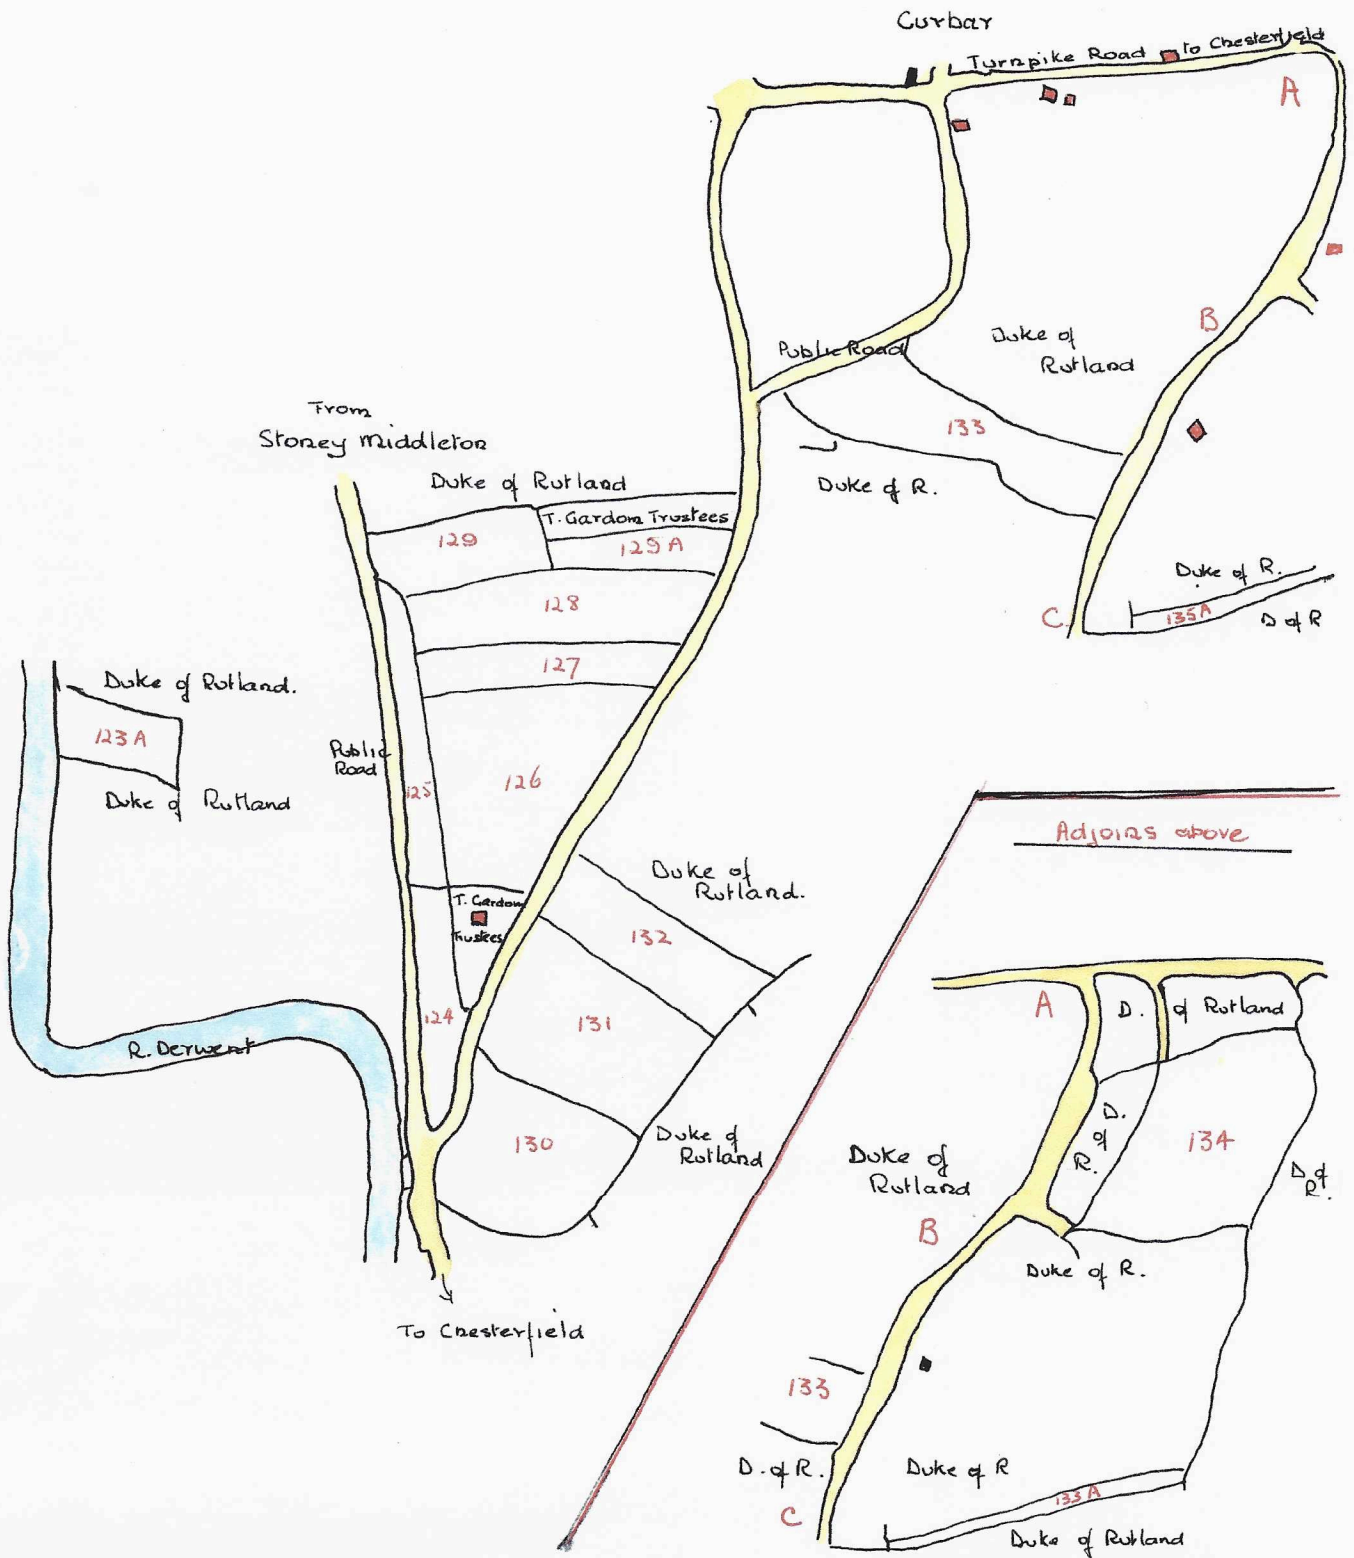 Curbar
Turnpike Road to Chesterfield
A
B
Public Road
Duke of
Rutland
133
Duke of R.
From
Stoney Middleton
Duke of Rutland
T. Gardom Trustees
129
129 A
128
127
Duke of R.
135A
D of R
C.
Duke of Rutland.
123 A
Duke of Rutland
Public
Road
125
126
Adjoins above
T. Gardom
Trustees
Duke of
Rutland.
132
131
124
R. Derwent
130
Duke of
Rutland
To Chesterfield
A
D. of Rutland
D.
of
R.
134
D of
R.
Duke of
Rutland
B
Duke of R.
133
D. of R.
Duke of R
C
135A
Duke of Rutland